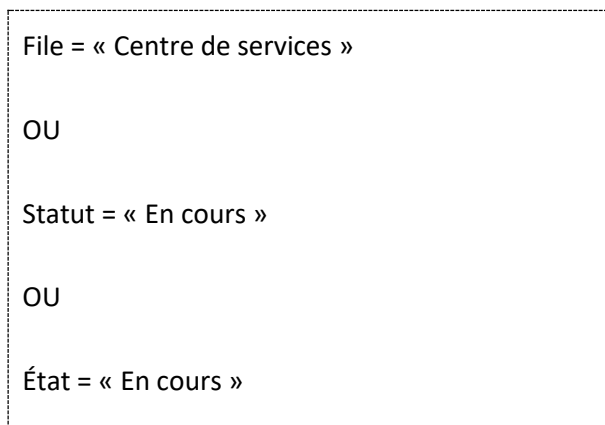 File = « Centre de services »
OU
Statut = « En cours »
OU
État = « En cours »